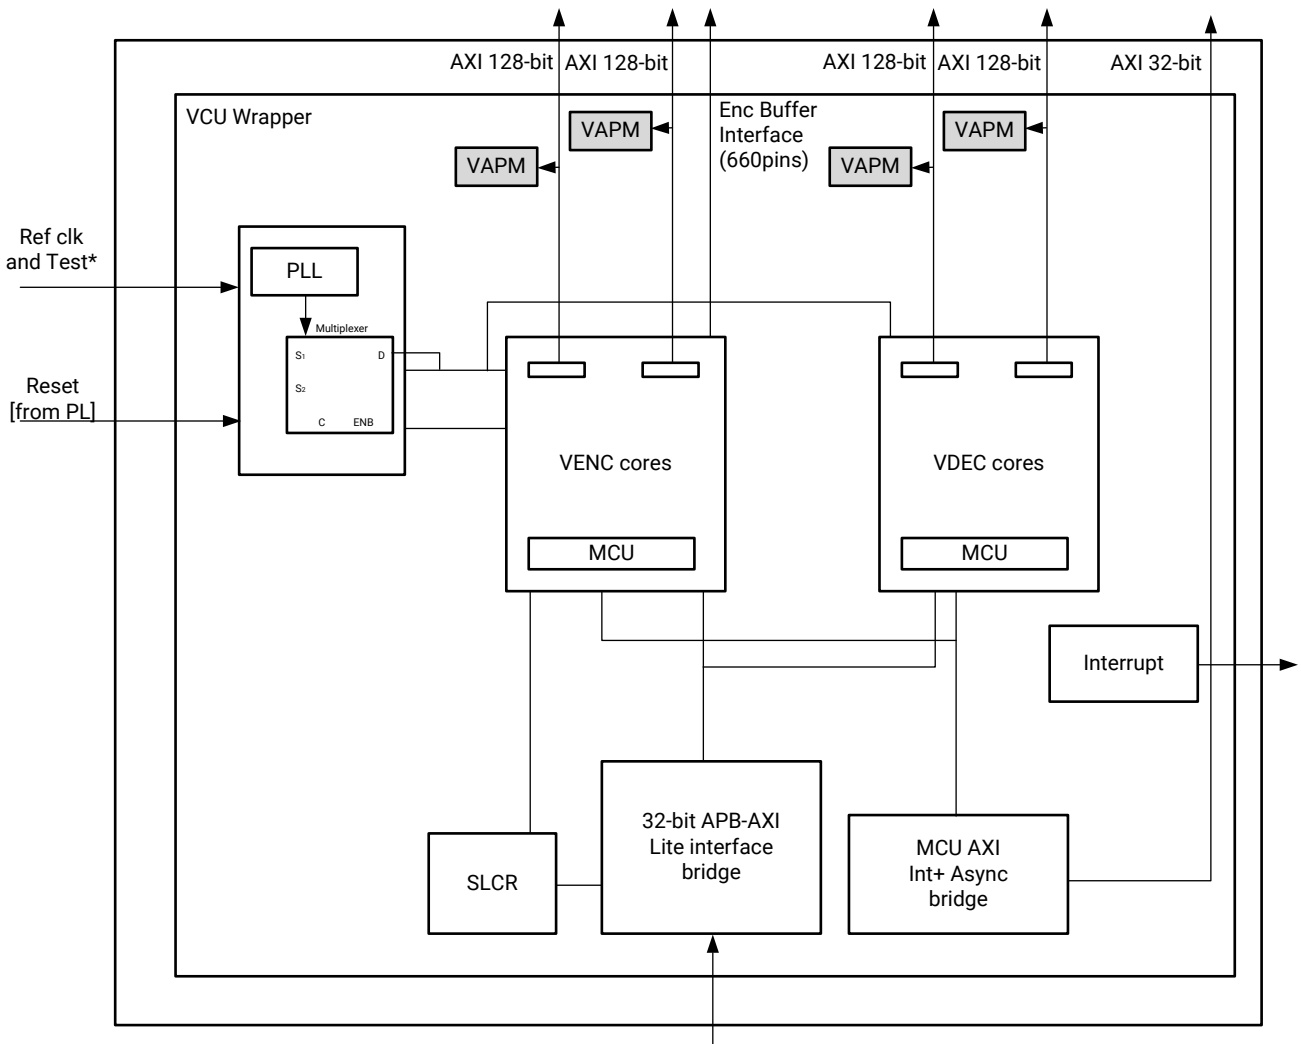 AXI 128-bit
AXI 128-bit
AXI 128-bit
AXI 128-bit
AXI 32-bit
VCU Wrapper
VAPM
VAPM
Enc Buffer
Interface
(660pins)
VAPM
VAPM
Ref clk
and Test*
PLL
Multiplexer
S1
D
S2
C
ENB
Reset
[from PL]
VENC cores
MCU
VDEC cores
MCU
Interrupt
SLCR
32-bit APB-AXI
Lite interface
bridge
MCU AXI
Int+ Async
bridge